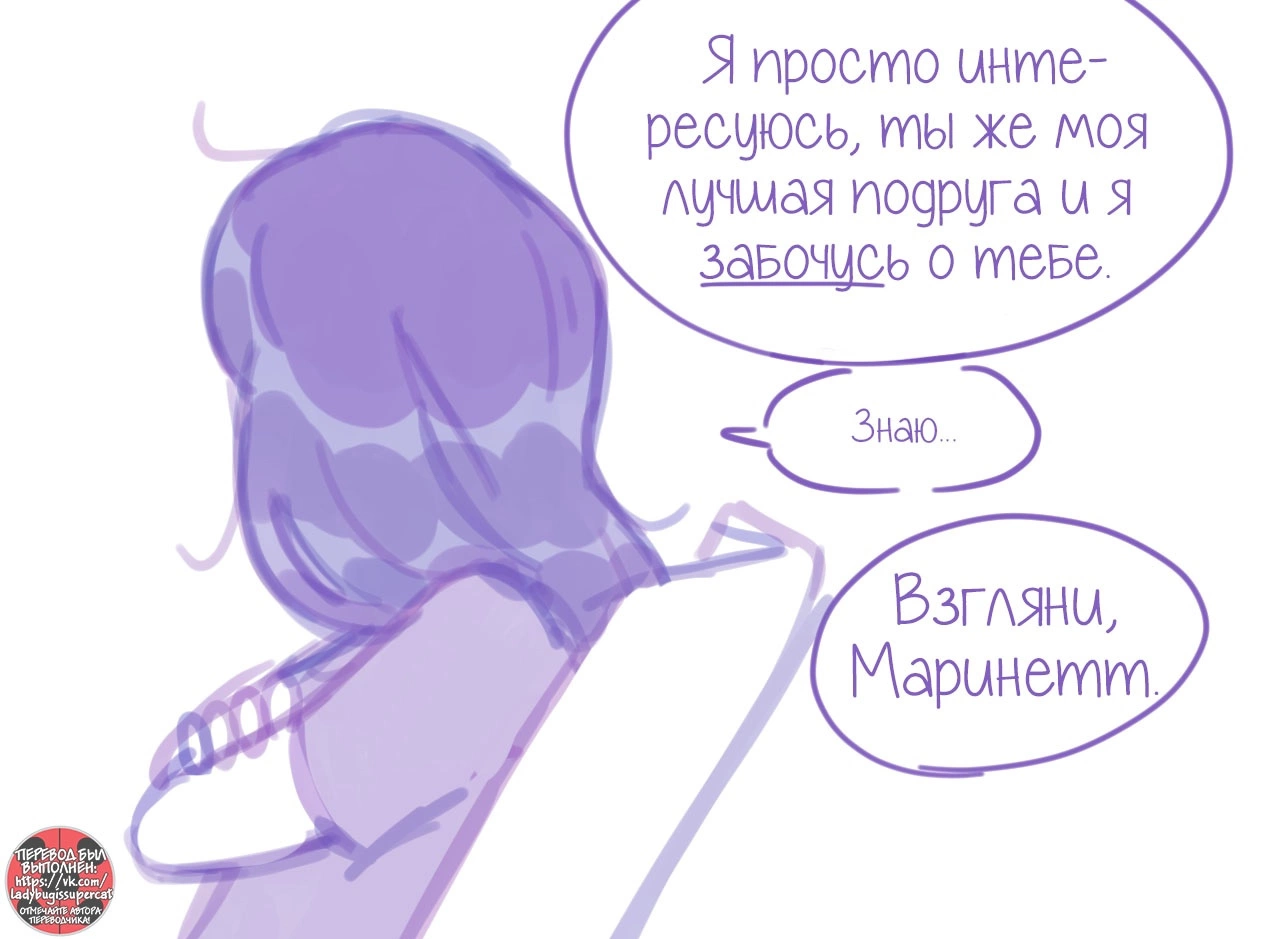 Я просто инте-
ресуюсь, ты же моя
лучшая подруга и я
забочусь о тебе.
Знаю...
Взгляни,
Маринетт.
ПЕРЕВОД БЫЛ
ВЫПОЛНЕН:
https://vk.com/
ladybugissupercat
ОТМЕЧАЙТЕ АВТОРА
ПЕРЕВОДЧИКА!